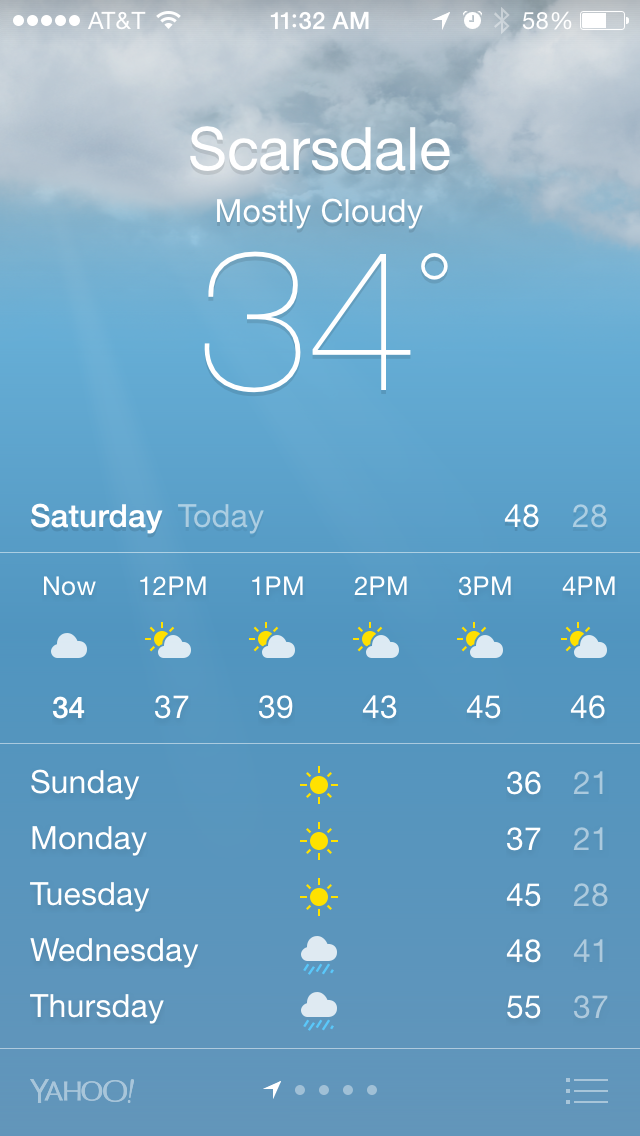 AT&T 11:32 AM 58%
Scarsdale
Mostly Cloudy
34°
Saturday Today 48 28
Now 12PM 1PM 2PM 3PM 4PM
34 37 39 43 45 46
Sunday 36 21
Monday 37 21
Tuesday 45 28
Wednesday 48 41
Thursday 55 37
YAHOO!